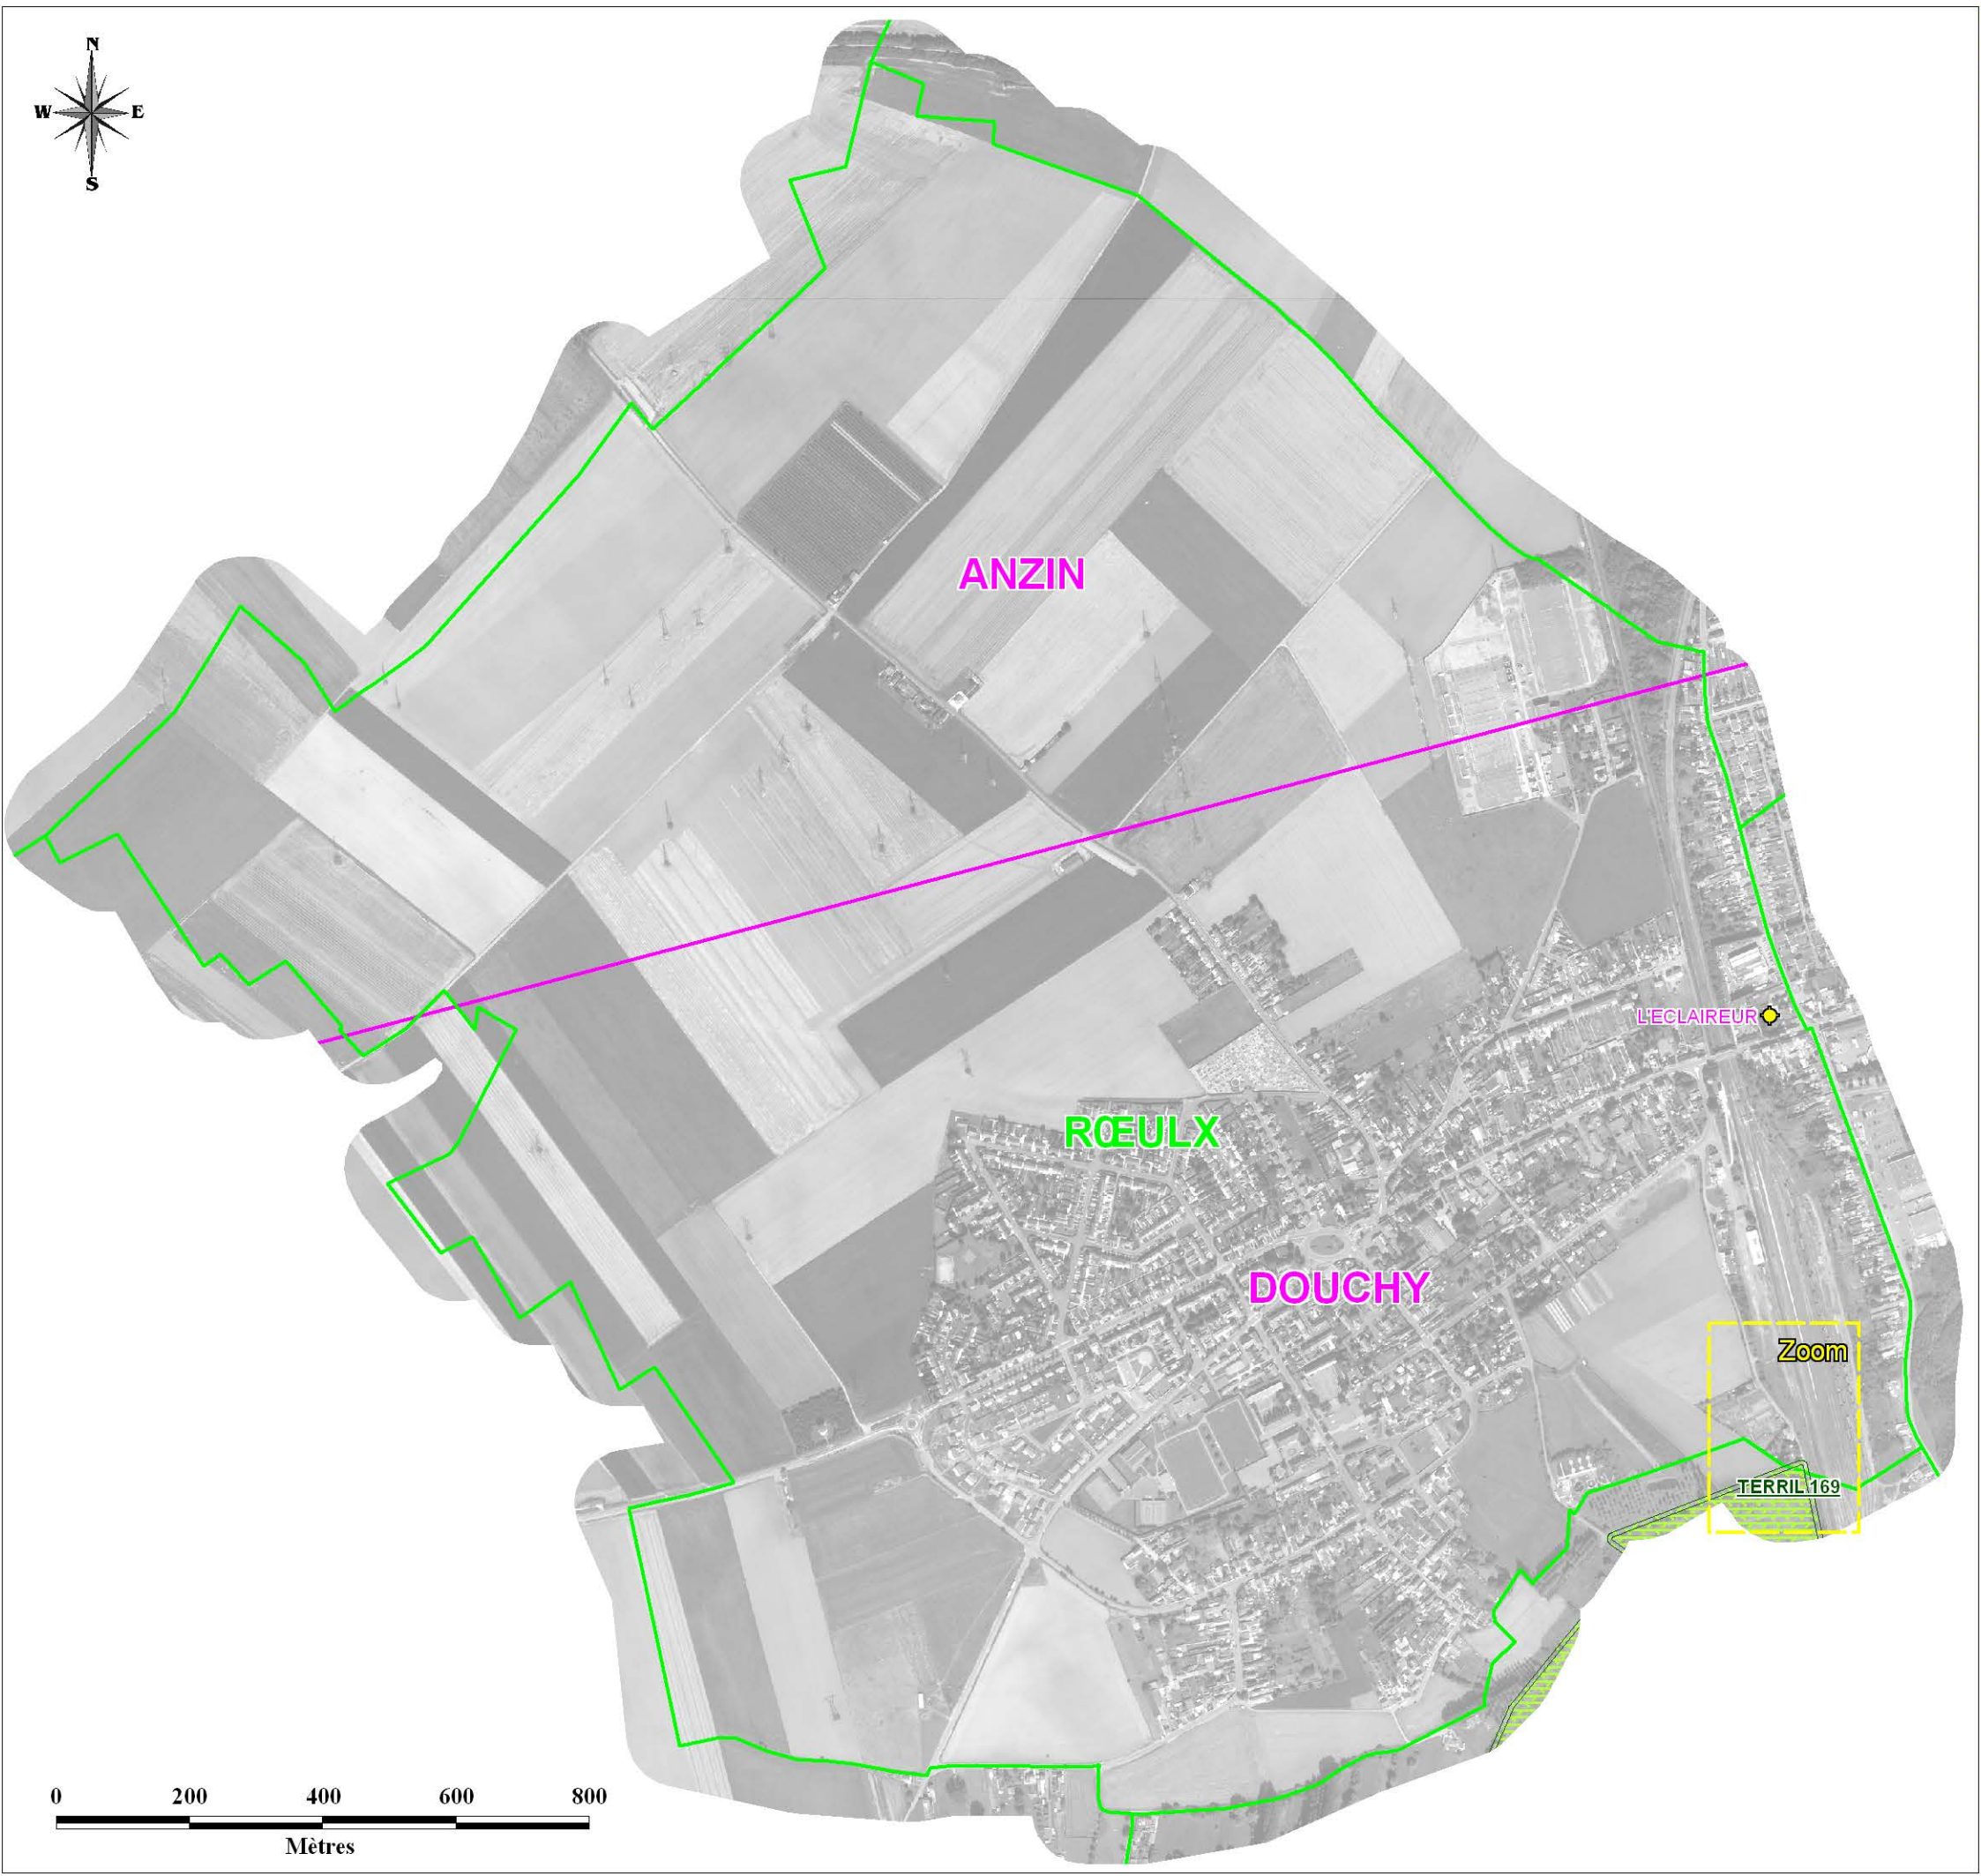 N
W E
S
ANZIN
L'ECLAIREUR
RŒULX
DOUCHY
Zoom
TERRIL 169
0 200 400 600 800
Mètres